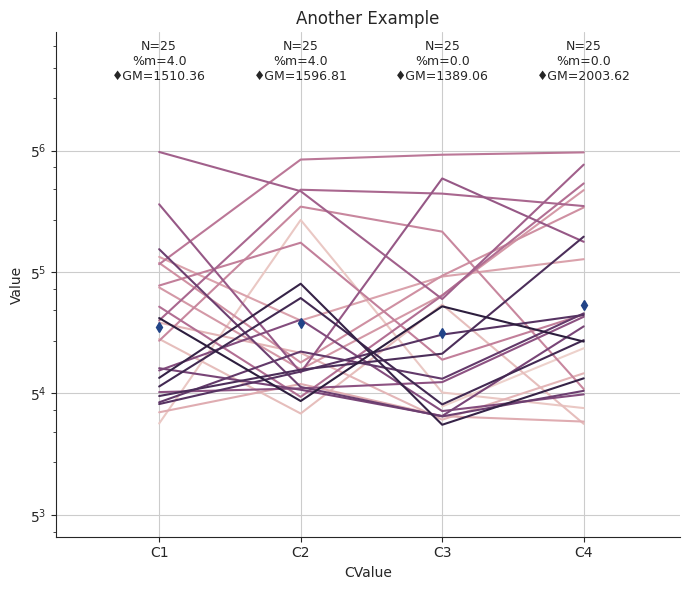 Another Example
N=25 N=25 N=25 N=25
%m=4.0 %m=4.0 %m=0.0 %m=0.0
♦GM=1510.36 ♦GM=1596.81 ♦GM=1389.06 ♦GM=2003.62
5⁶
5⁵
Value
5⁴
5³
C1 C2 C3 C4
CValue